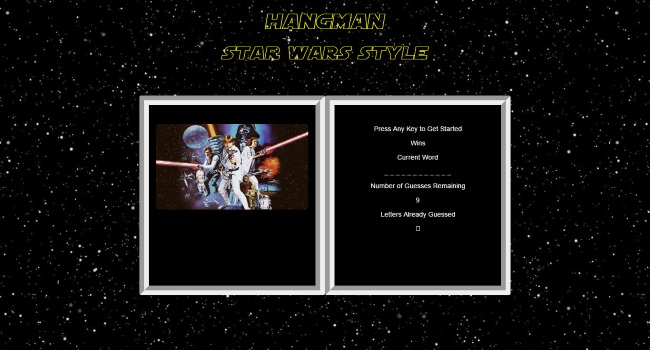 HANGMAN
STAR WARS STYLE
Press Any Key to Get Started
Wins
Current Word
_ _ _ _ _ _ _ _ _ _ _ _
Number of Guesses Remaining
9
Letters Already Guessed